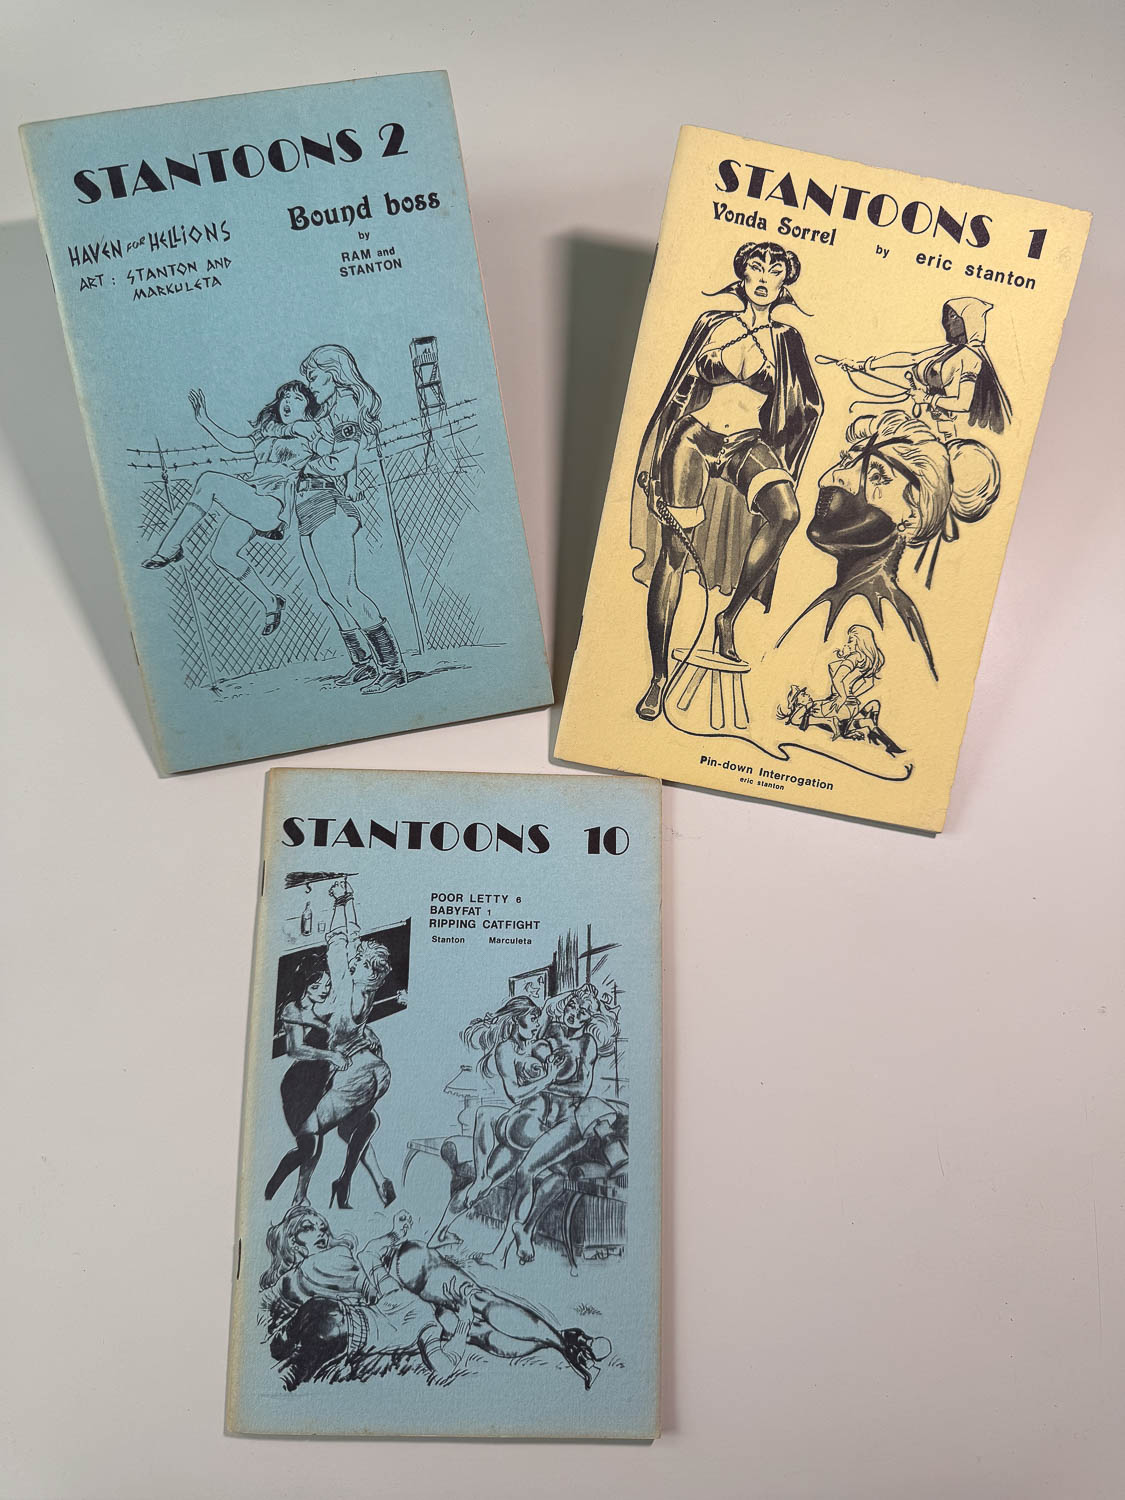 STANTOONS 2
HAVEN FOR HELLIONS
ART : STANTON AND
MARKULETA
Bound boss
by
RAM and
STANTON
STANTOONS 1
Vonda Sorrel
by eric stanton
Pin-down Interrogation
eric stanton
STANTOONS 10
POOR LETTY 6
BABYFAT 1
RIPPING CATFIGHT
Stanton Marculeta